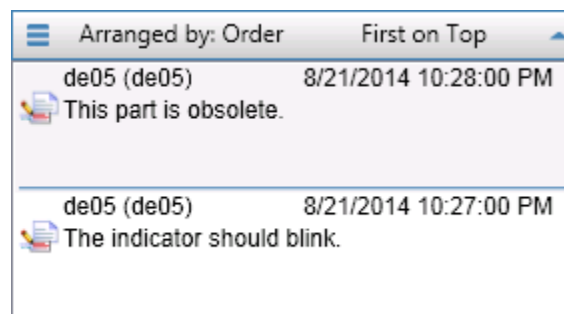 Arranged by: Order First on Top
de05 (de05) 8/21/2014 10:28:00 PM
This part is obsolete.
de05 (de05) 8/21/2014 10:27:00 PM
The indicator should blink.